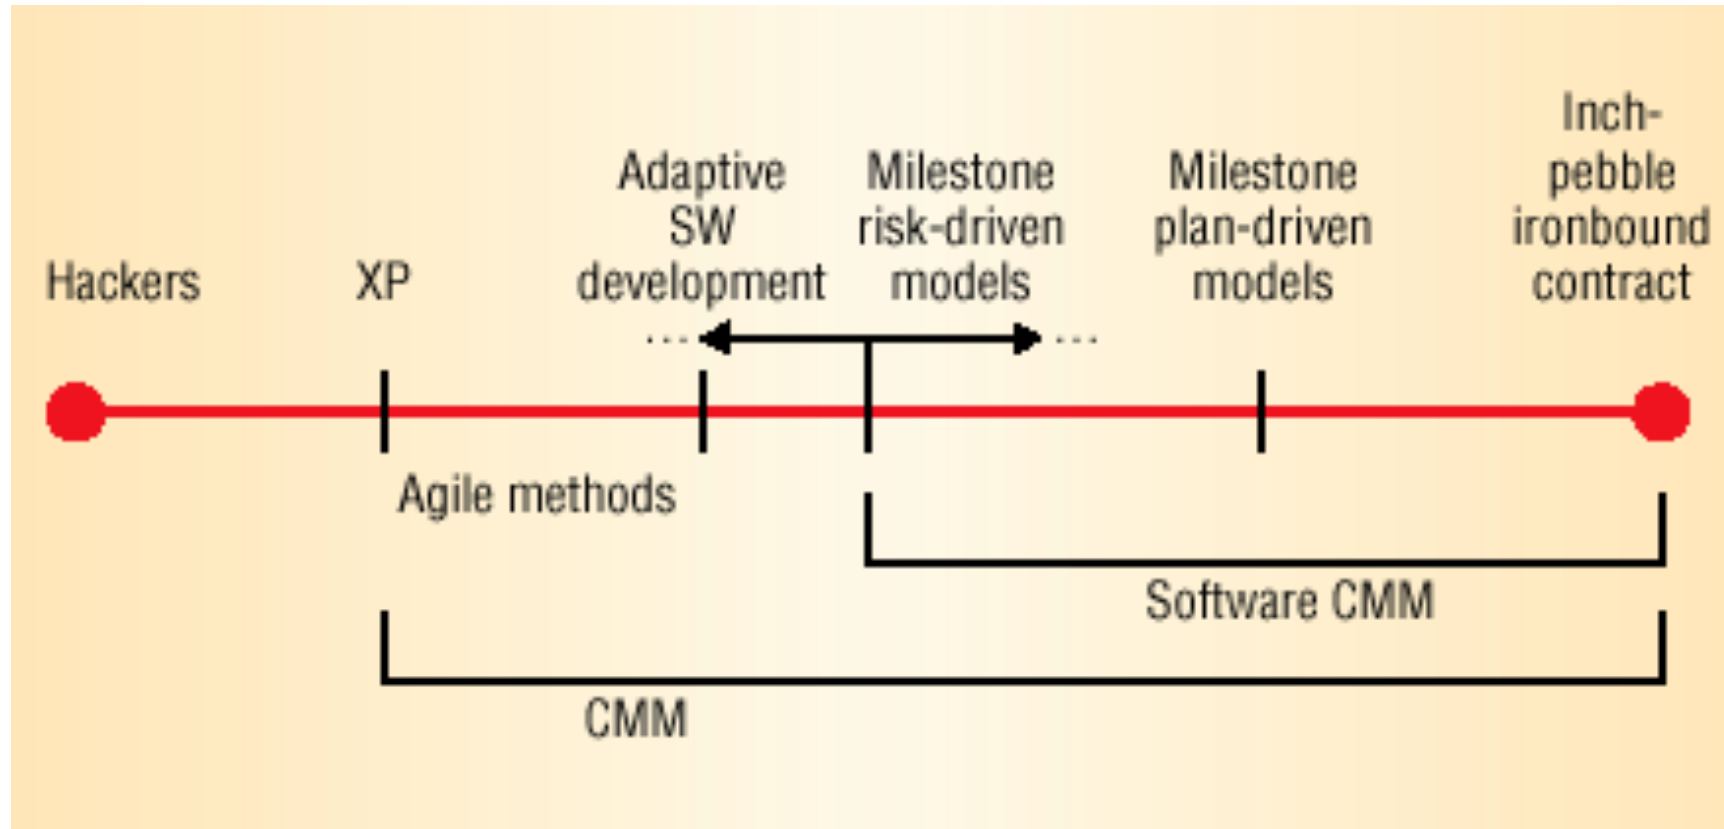 Hackers
XP
Adaptive
SW
development
Milestone
risk-driven
models
Milestone
plan-driven
models
Inch-
pebble
ironbound
contract
Agile methods
Software CMM
CMM